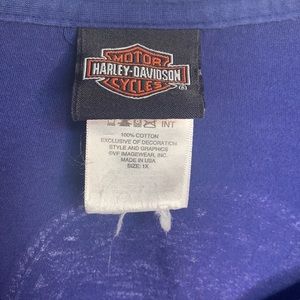 MOTOR
HARLEY-DAVIDSON
CYCLES
(R)
INT
100% COTTON
EXCLUSIVE OF DECORATION
STYLE AND GRAPHICS
©VF IMAGEWEAR, INC.
MADE IN USA
SIZE: 1X